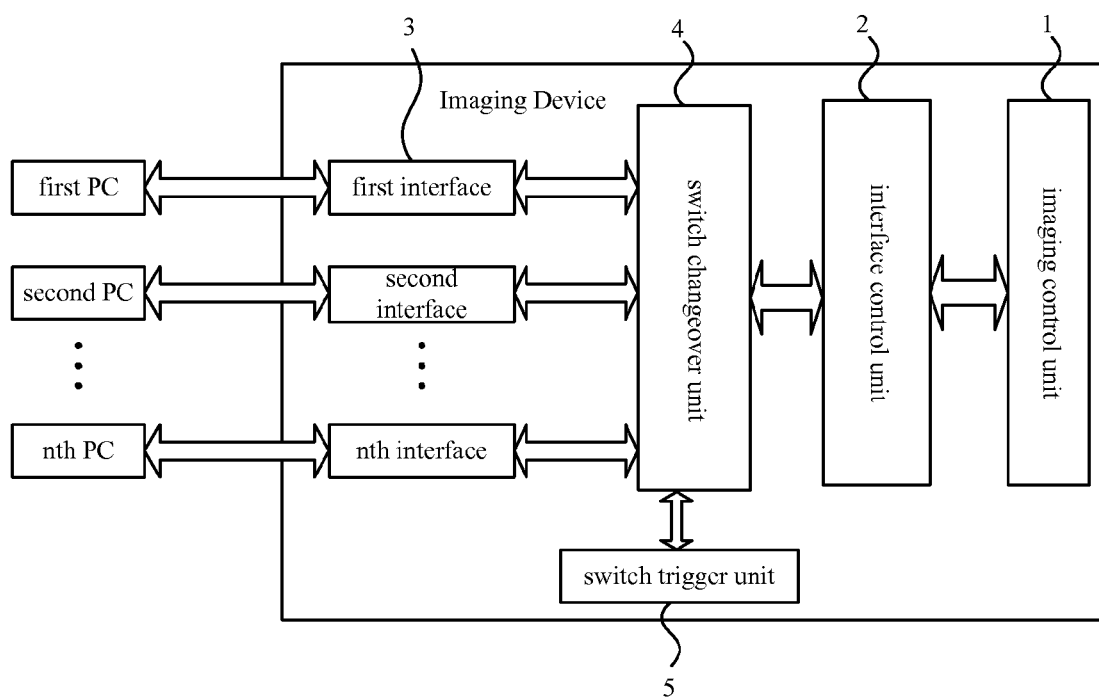 3
4
2
1
Imaging Device
first PC
first interface
switch changeover unit
interface control unit
imaging control unit
second PC
second
interface
nth PC
nth interface
switch trigger unit
5